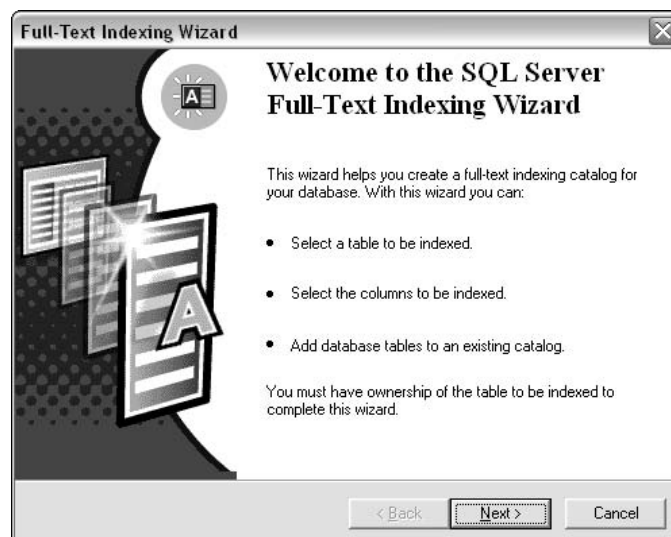 Full-Text Indexing Wizard
A
Welcome to the SQL Server
Full-Text Indexing Wizard
This wizard helps you create a full-text indexing catalog for
your database. With this wizard you can:
• Select a table to be indexed.
• Select the columns to be indexed.
• Add database tables to an existing catalog.
A
You must have ownership of the table to be indexed to
complete this wizard.
< Back
Next >
Cancel